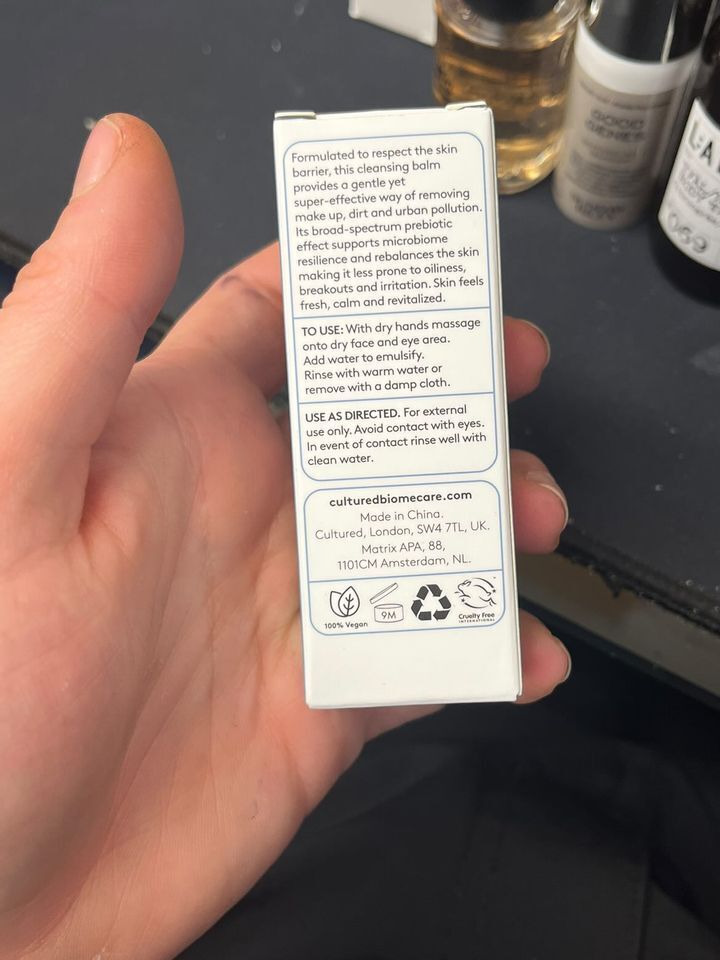 Formulated to respect the skin
barrier, this cleansing balm
provides a gentle yet
super-effective way of removing
make up, dirt and urban pollution.
Its broad-spectrum prebiotic
effect supports microbiome
resilience and rebalances the skin
making it less prone to oiliness,
breakouts and irritation. Skin feels
fresh, calm and revitalized.
TO USE: With dry hands massage
onto dry face and eye area.
Add water to emulsify.
Rinse with warm water or
remove with a damp cloth.
USE AS DIRECTED. For external
use only. Avoid contact with eyes.
In event of contact rinse well with
clean water.
culturedbiomecare.com
Made in China.
Cultured, London, SW4 7TL, UK.
Matrix APA, 88,
1101CM Amsterdam, NL.
100% Vegan
9M
Cruelty Free
INTERNATIONAL
GOOD
GENES
069